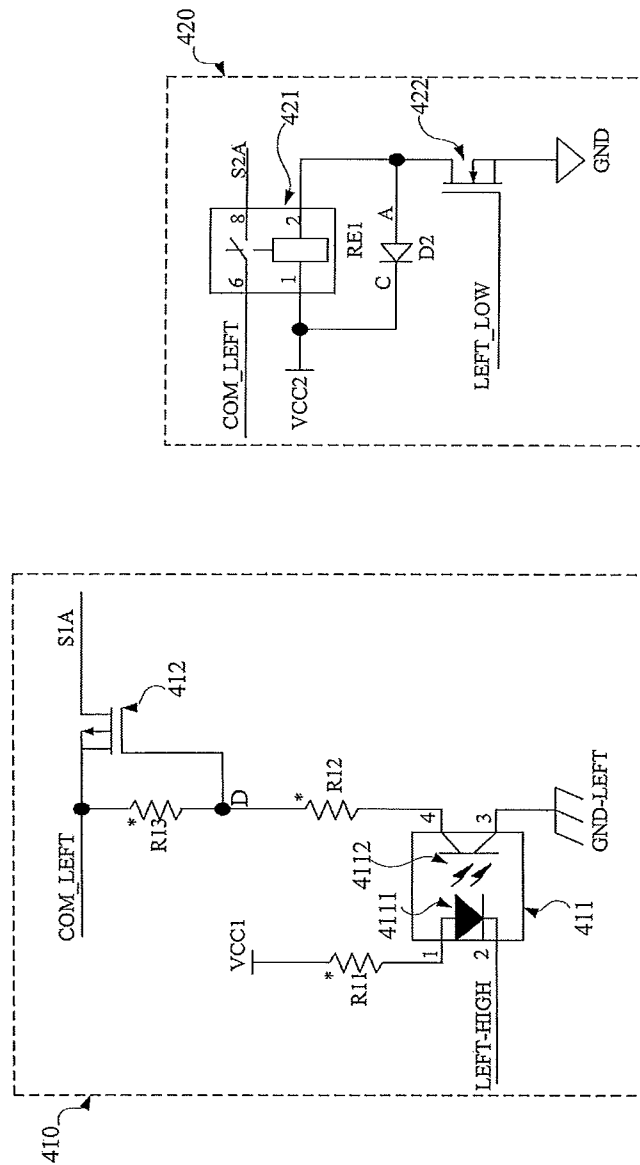 410
COM_LEFT
S1A
412
*
R13
D
*
R12
VCC1
*
R11
4111
4112
1
2
4
3
411
LEFT-HIGH
GND-LEFT
420
COM_LEFT
6
8
S2A
421
1
2
RE1
VCC2
C
A
D2
422
LEFT_LOW
GND